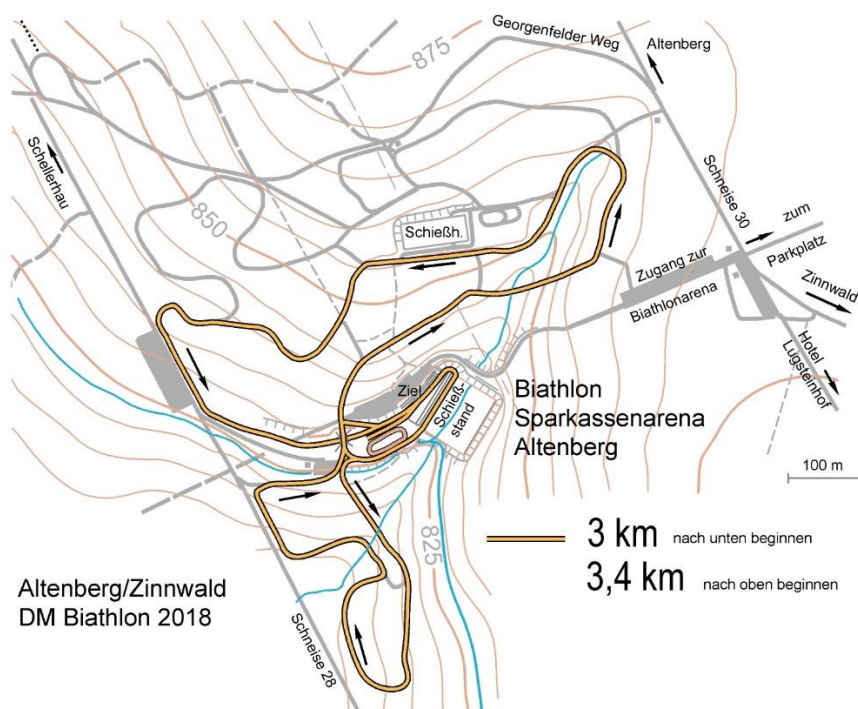 Georgenfelder Weg
Altenberg
875
Schellerhau
Schneise 30
850
Schießh.
zum
Parkplatz
Zugang zur
Biathlonarena
Zinnwald
Hotel
Lugsteinhof
Ziel
Schieß-
stand
Biathlon
Sparkassenarena
Altenberg
100 m
825
3 km nach unten beginnen
3,4 km nach oben beginnen
Altenberg/Zinnwald
DM Biathlon 2018
Schneise 28